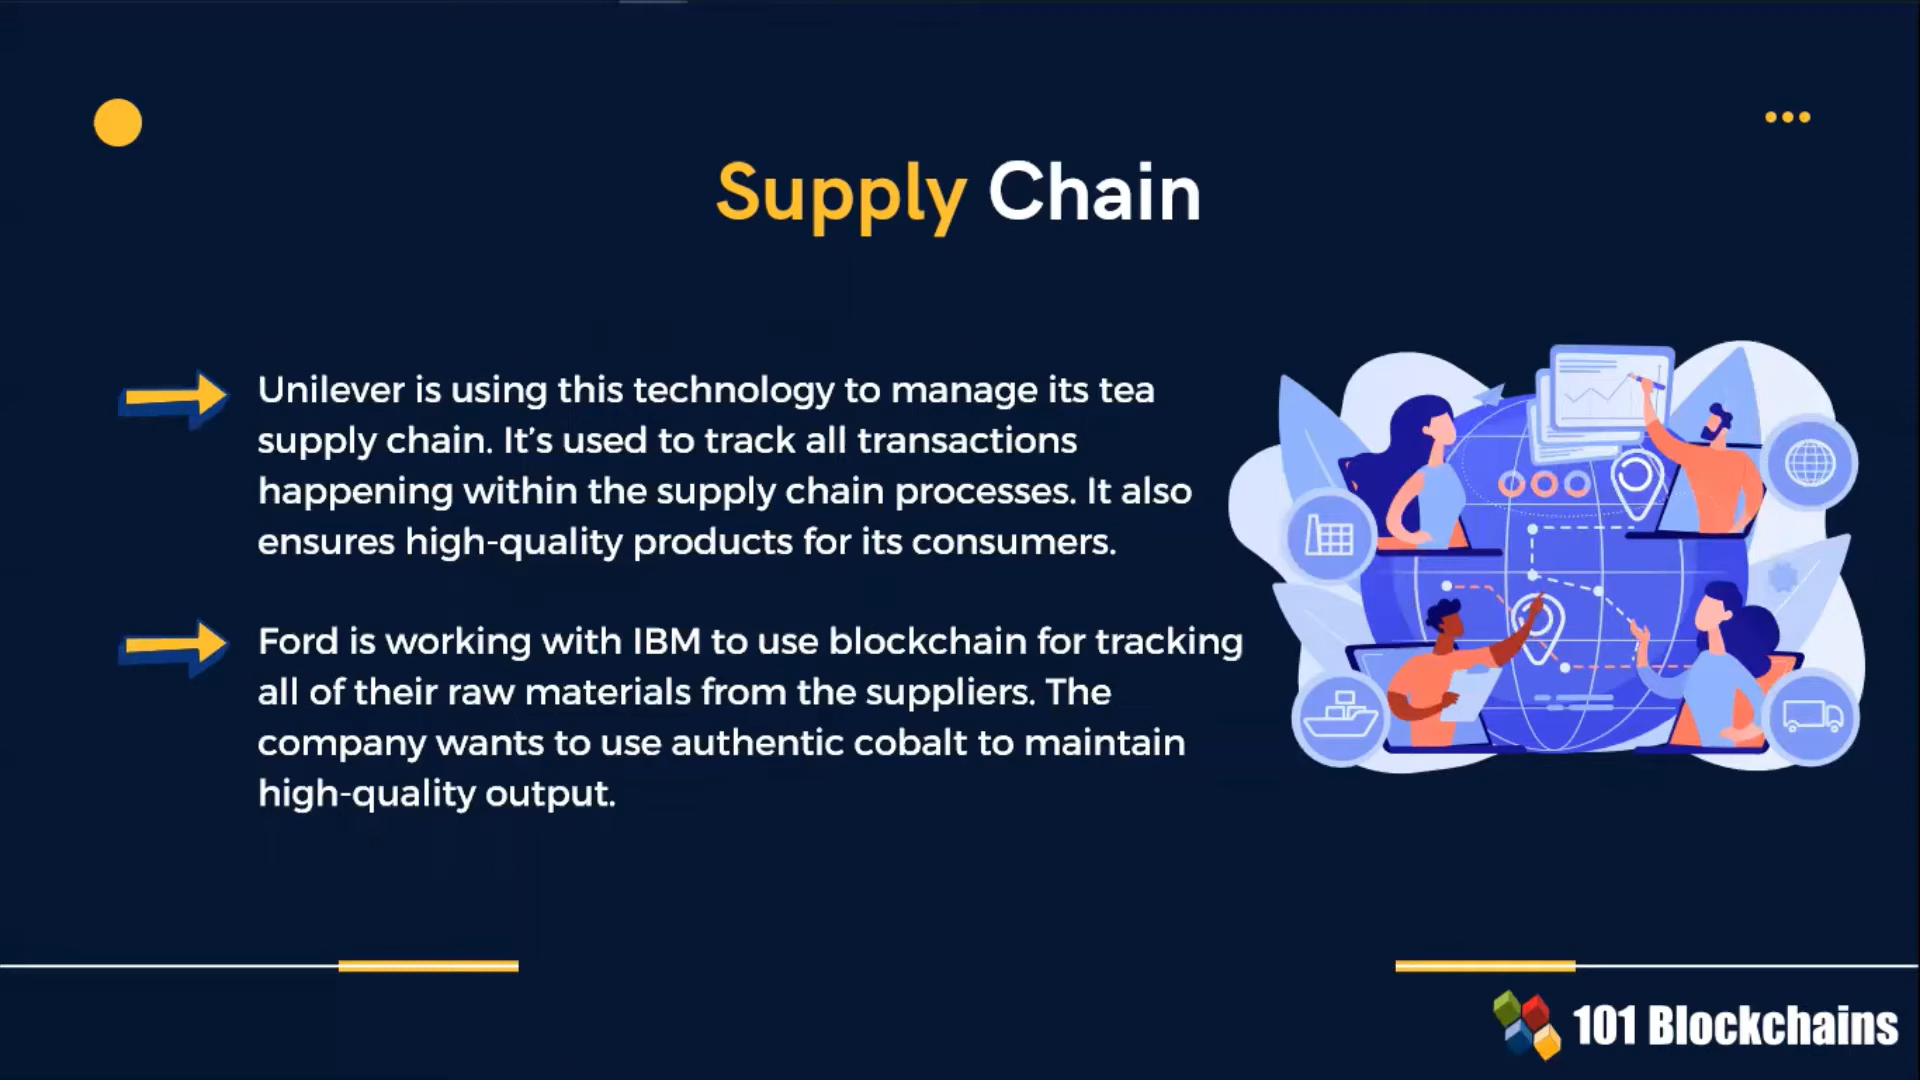 Supply Chain
Unilever is using this technology to manage its tea
supply chain. It’s used to track all transactions
happening within the supply chain processes. It also
ensures high-quality products for its consumers.
Ford is working with IBM to use blockchain for tracking
all of their raw materials from the suppliers. The
company wants to use authentic cobalt to maintain
high-quality output.
101 Blockchains